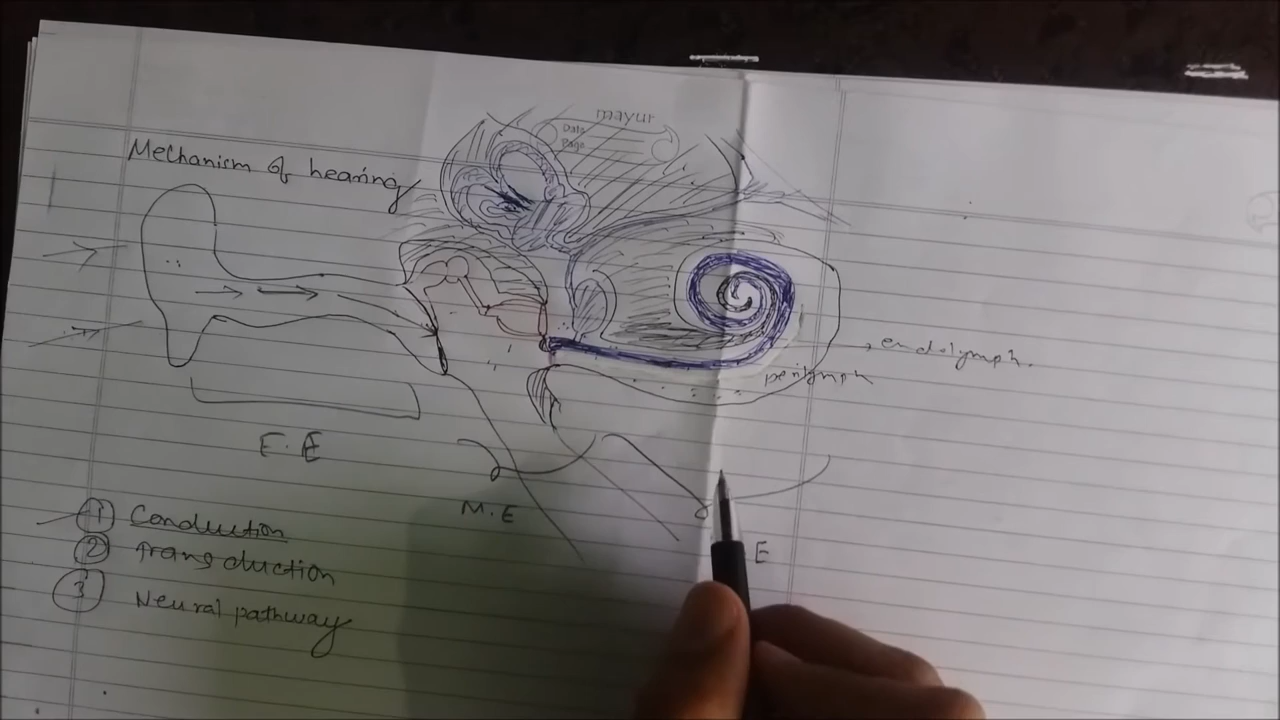 mayur
Date
Page
Mechanism of hearing
endolymph.
perilymph
E.E
M.E
E
① Conduction
② Transduction
③ Neural pathway